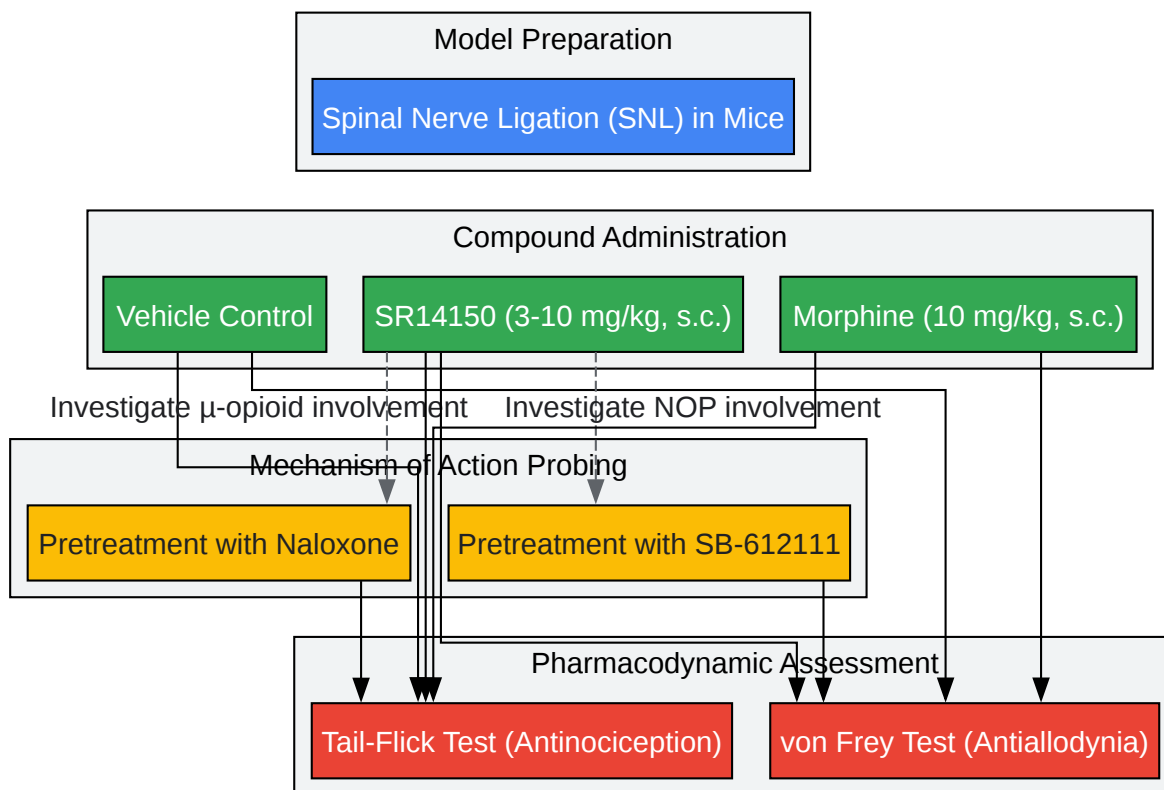 Model Preparation
Spinal Nerve Ligation (SNL) in Mice
Compound Administration
Vehicle Control
SR14150 (3-10 mg/kg, s.c.)
Morphine (10 mg/kg, s.c.)
Investigate µ-opioid involvement
Investigate NOP involvement
Mechanism of Action Probing
Pretreatment with Naloxone
Pretreatment with SB-612111
Pharmacodynamic Assessment
Tail-Flick Test (Antinociception)
von Frey Test (Antiallodynia)